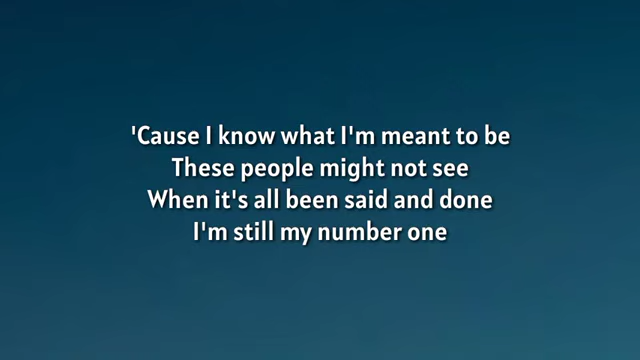 'Cause I know what I'm meant to be
These people might not see
When it's all been said and done
I'm still my number one